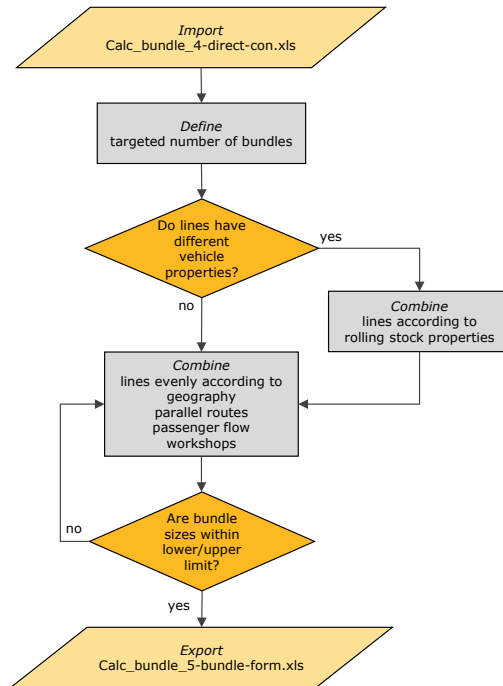 Import
Calc_bundle_4-direct-con.xls
Define
targeted number of bundles
Do lines have
different
vehicle
properties?
yes
no
Combine
lines according to
rolling stock properties
Combine
lines evenly according to
geography
parallel routes
passenger flow
workshops
no
Are bundle
sizes within
lower/upper
limit?
yes
Export
Calc_bundle_5-bundle-form.xls